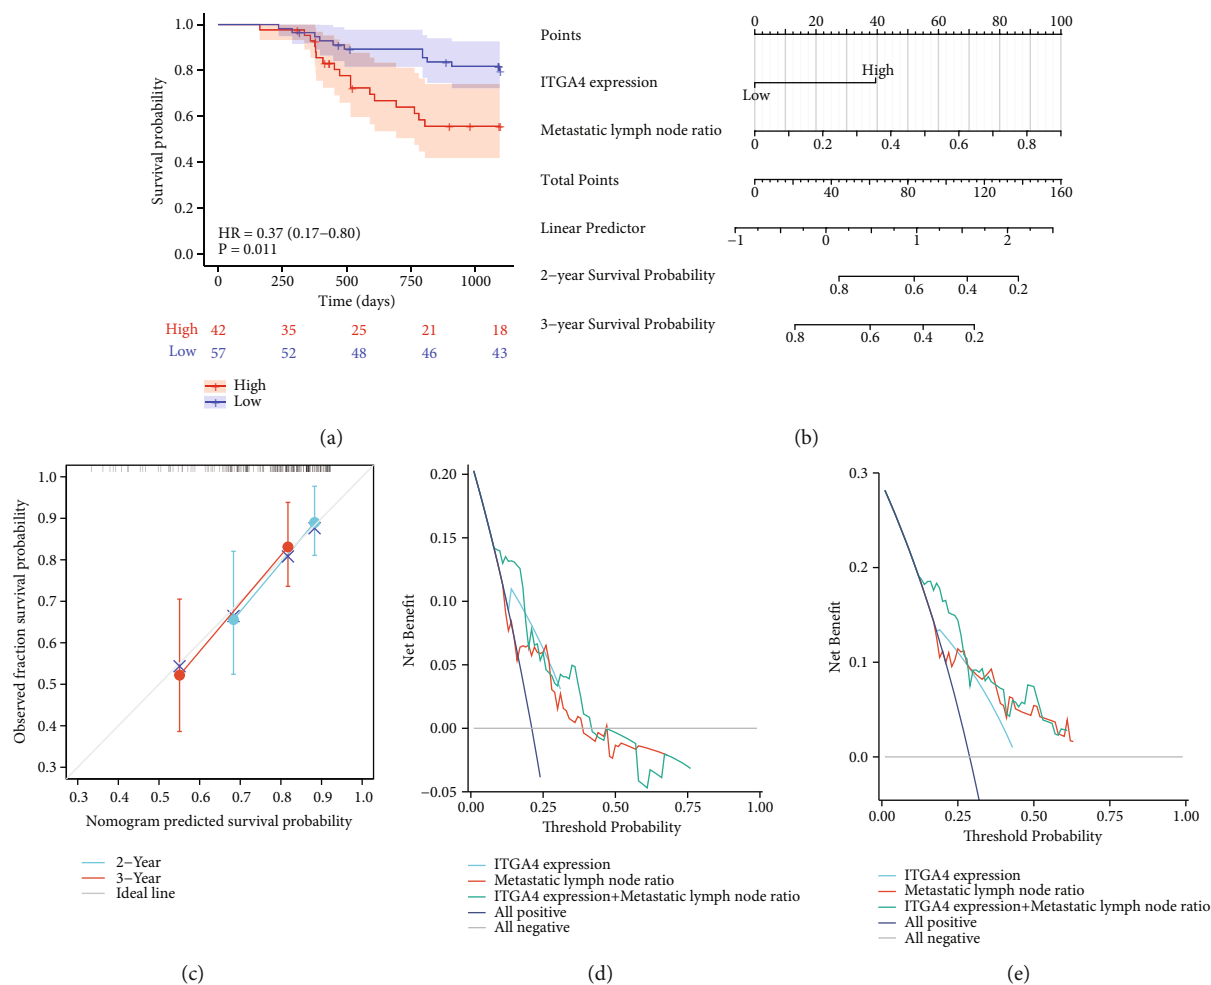 1.0
0.8
0.6
0.4
0.2
0.0
Survival probability
HR = 0.37 (0.17−0.80)
P = 0.011
0 250 500 750 1000
Time (days)
High 42 35 25 21 18
Low 57 52 48 46 43
High
Low
(a)
0 20 40 60 80 100
Points
ITGA4 expression
High
Low
Metastatic lymph node ratio
0 0.2 0.4 0.6 0.8
Total Points
0 40 80 120 160
Linear Predictor
−1 0 1 2
2−year Survival Probability
0.8 0.6 0.4 0.2
3−year Survival Probability
0.8 0.6 0.4 0.2
(b)
1.0
0.9
0.8
0.7
0.6
0.5
0.4
0.3
Observed fraction survival probability
0.3 0.4 0.5 0.6 0.7 0.8 0.9 1.0
Nomogram predicted survival probability
2−Year
3−Year
Ideal line
(c)
0.20
0.15
0.10
0.05
0.00
−0.05
Net Benefit
0.00 0.25 0.50 0.75 1.00
Threshold Probability
ITGA4 expression
Metastatic lymph node ratio
ITGA4 expression+Metastatic lymph node ratio
All positive
All negative
(d)
0.3
0.2
0.1
0.0
Net Benefit
0.00 0.25 0.50 0.75 1.00
Threshold Probability
ITGA4 expression
Metastatic lymph node ratio
ITGA4 expression+Metastatic lymph node ratio
All positive
All negative
(e)